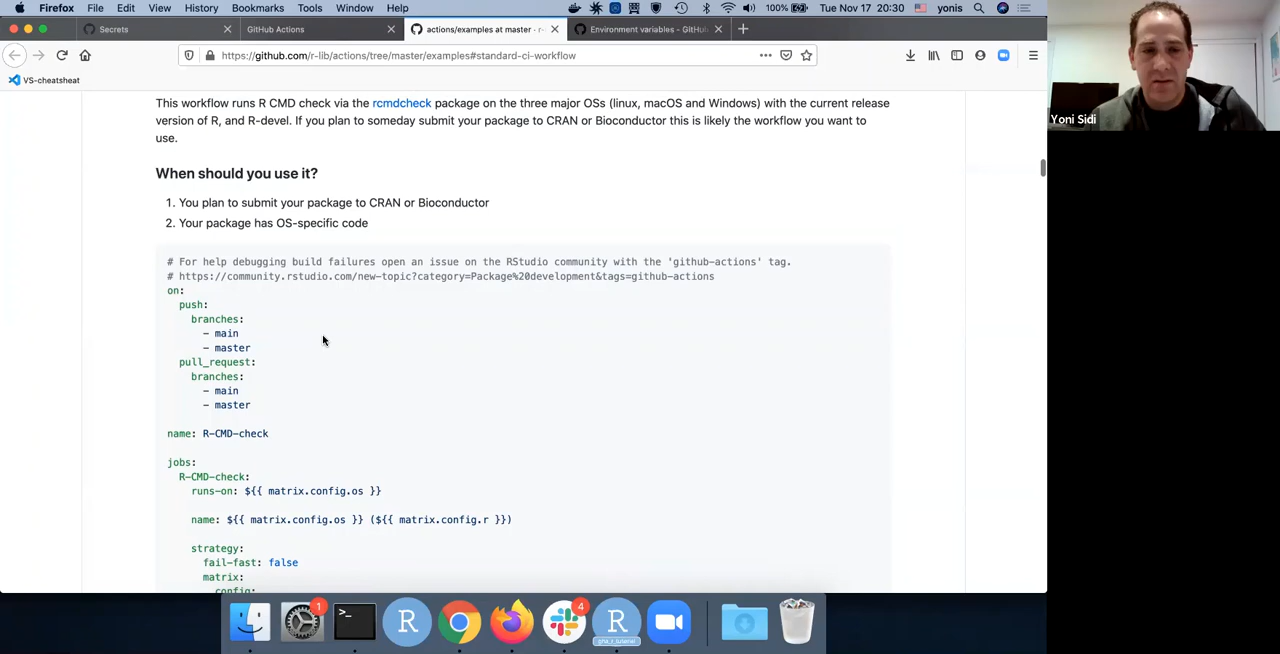 Firefox File Edit View History Bookmarks Tools Window Help 100% Tue Nov 17 20:30 yonis
Secrets GitHub Actions actions/examples at master · r- Environment variables - GitHu
https://github.com/r-lib/actions/tree/master/examples#standard-ci-workflow
VS-cheatsheat
This workflow runs R CMD check via the rcmdcheck package on the three major OSs (linux, macOS and Windows) with the current release
version of R, and R-devel. If you plan to someday submit your package to CRAN or Bioconductor this is likely the workflow you want to
use.
When should you use it?
1. You plan to submit your package to CRAN or Bioconductor
2. Your package has OS-specific code
# For help debugging build failures open an issue on the RStudio community with the 'github-actions' tag.
# https://community.rstudio.com/new-topic?category=Package%20development&tags=github-actions
on:
push:
branches:
- main
- master
pull_request:
branches:
- main
- master
name: R-CMD-check
jobs:
R-CMD-check:
runs-on: ${{ matrix.config.os }}
name: ${{ matrix.config.os }} (${{ matrix.config.r }})
strategy:
fail-fast: false
matrix:
config:
Yoni Sidi
1
>_
R
4
R